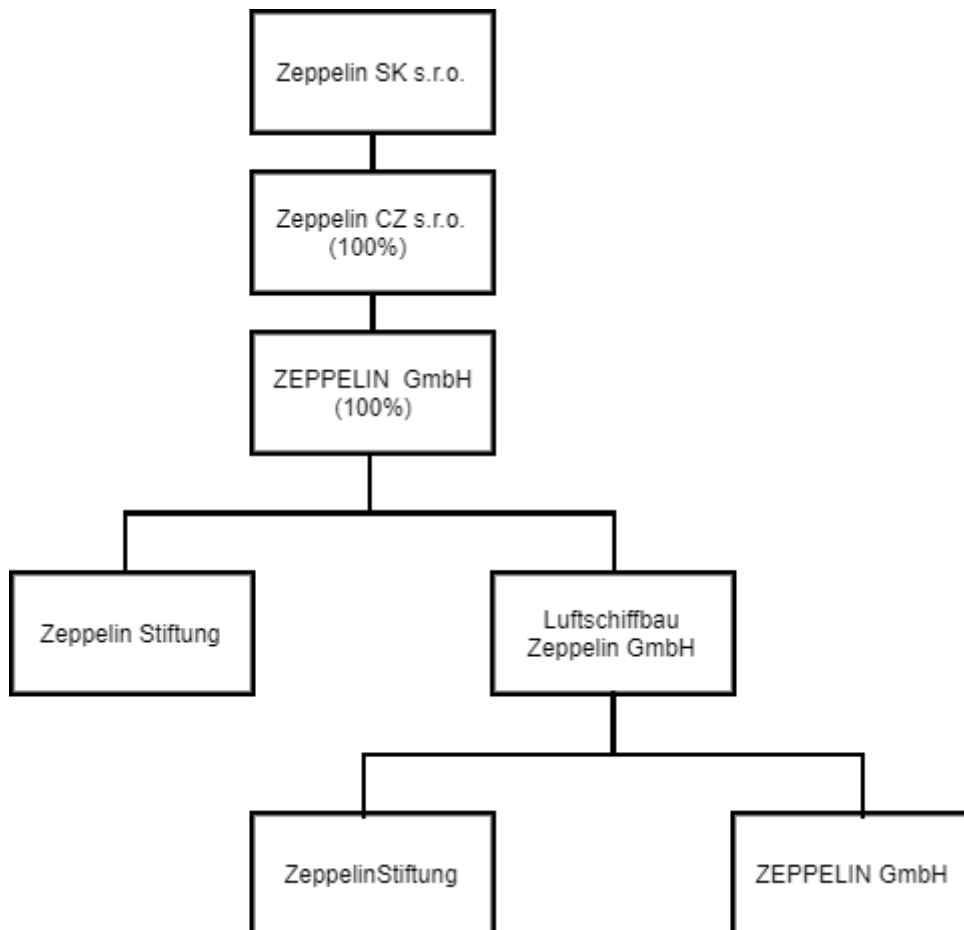 Zeppelin SK s.r.o.
Zeppelin CZ s.r.o.
(100%)
ZEPPELIN GmbH
(100%)
Zeppelin Stiftung
Luftschiffbau
Zeppelin GmbH
ZeppelinStiftung
ZEPPELIN GmbH